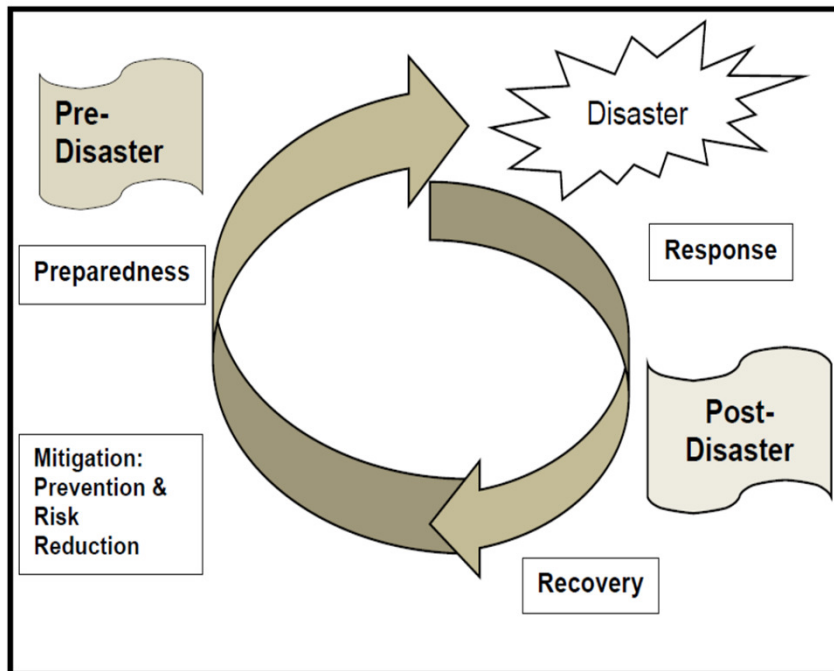 Pre-
Disaster
Disaster
Preparedness
Response
Post-
Disaster
Mitigation:
Prevention &
Risk
Reduction
Recovery